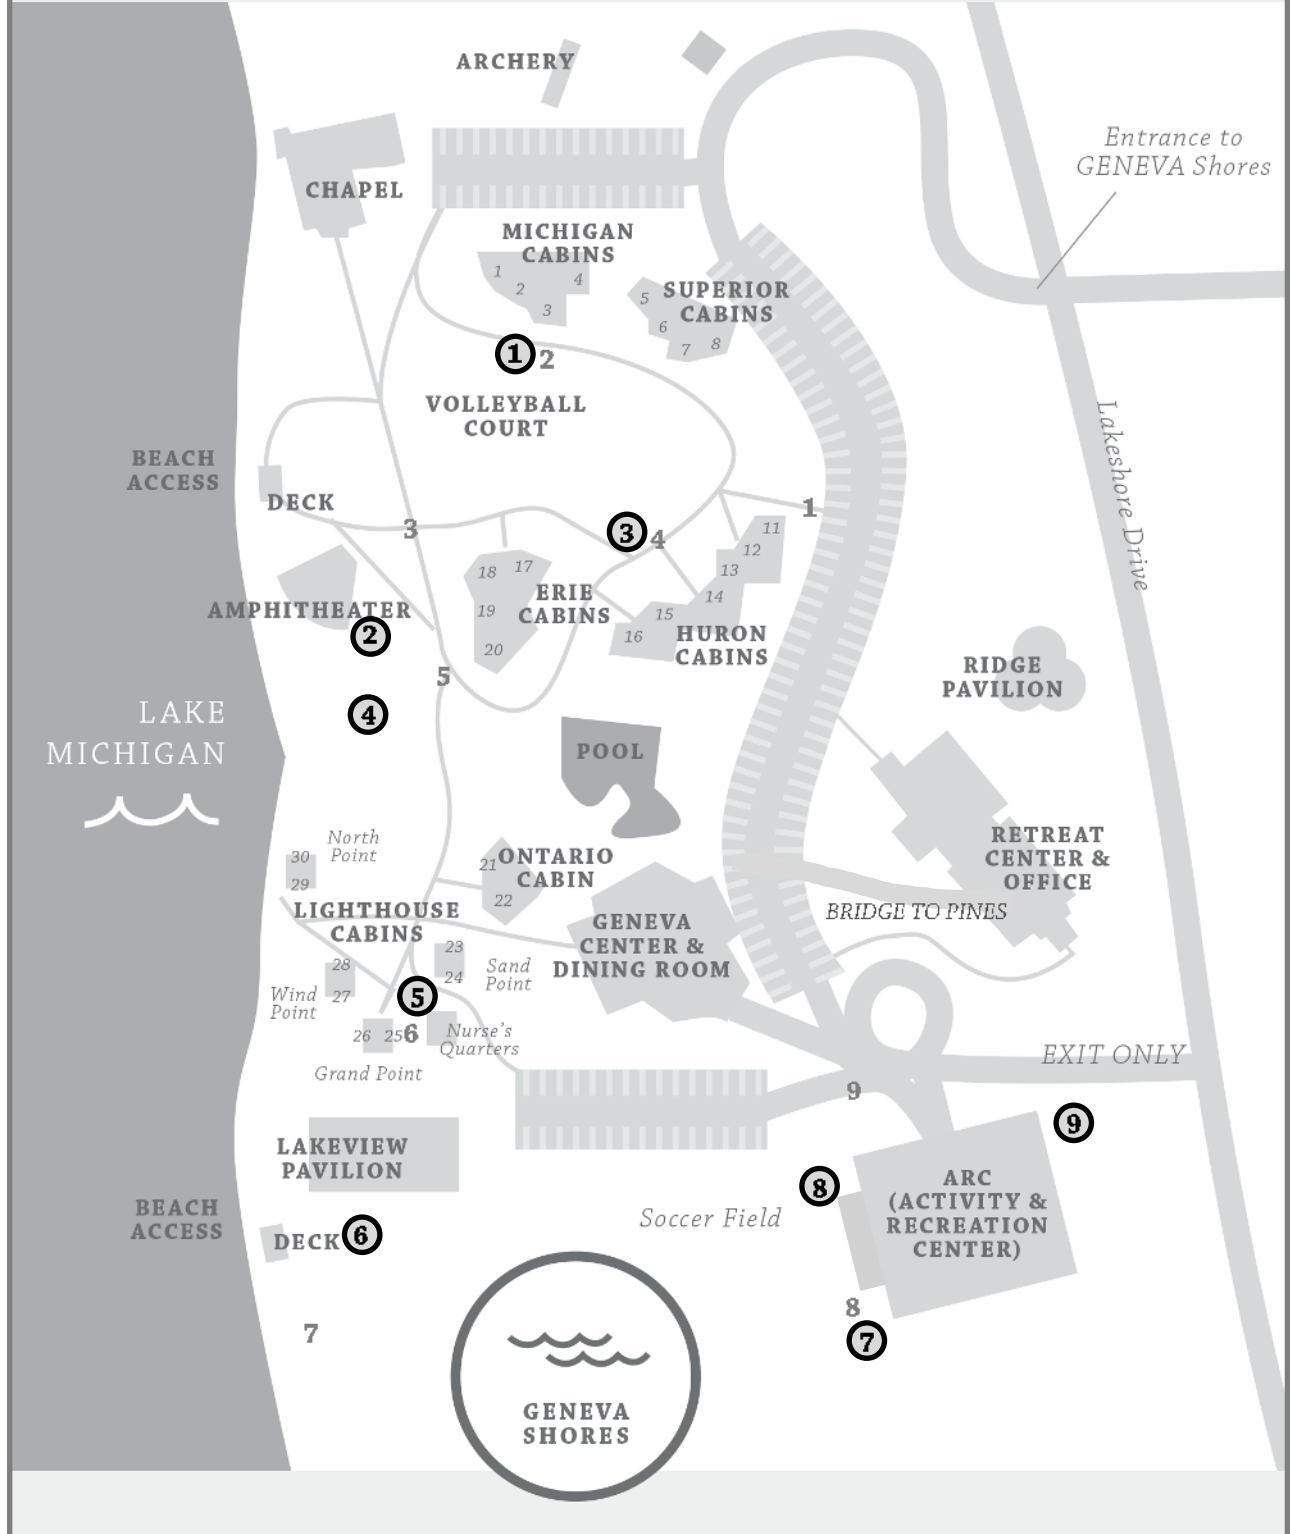 ARCHERY
Entrance to
GENEVA Shores
CHAPEL
MICHIGAN
CABINS
1
2
3
4
SUPERIOR
CABINS
5
6
7
8
1
2
VOLLEYBALL
COURT
Lakeshore Drive
BEACH
ACCESS
DECK
3
3
4
1
11
12
13
14
15
16
HURON
CABINS
18
17
19
20
ERIE
CABINS
AMPHITHEATER
2
5
4
RIDGE
PAVILION
LAKE
MICHIGAN
POOL
North
Point
30
29
21
22
ONTARIO
CABIN
RETREAT
CENTER &
OFFICE
BRIDGE TO PINES
LIGHTHOUSE
CABINS
GENEVA
CENTER &
DINING ROOM
23
24
Sand
Point
28
27
Wind
Point
5
26
25
6
Nurse's
Quarters
Grand Point
EXIT ONLY
9
9
LAKEVIEW
PAVILION
8
ARC
(ACTIVITY &
RECREATION
CENTER)
BEACH
ACCESS
DECK
6
Soccer Field
7
8
7
GENEVA
SHORES